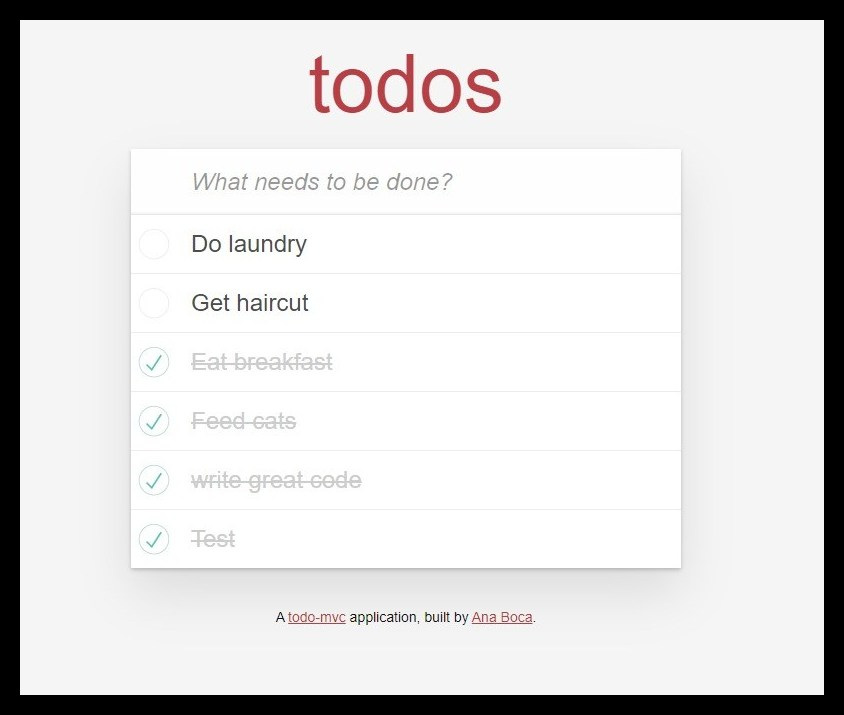 todos
What needs to be done?
Do laundry
Get haircut
Eat breakfast
Feed cats
write great code
Test
A todo-mvc application, built by Ana Boca.